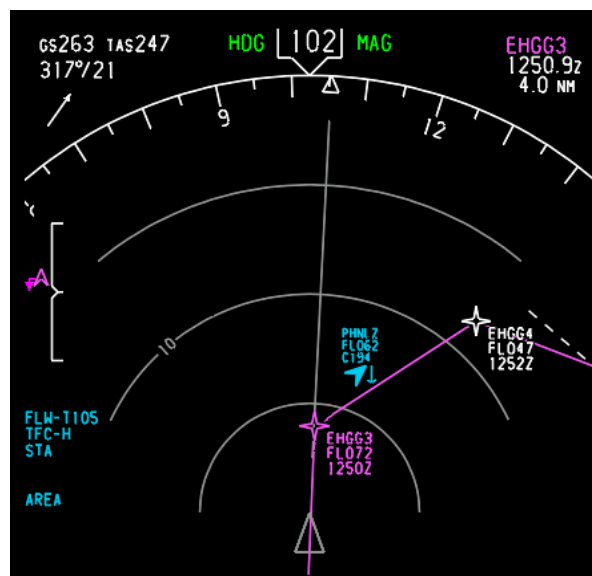 GS263 TAS247
HDG 102 MAG
EHGG3
317°/21
1250.9Z
4.0 NM
9
12
10
PHNLZ
FL062
C194
EHGG4
FL047
1252Z
FLW-T105
TFC-H
STA
EHGG3
FL072
1250Z
AREA